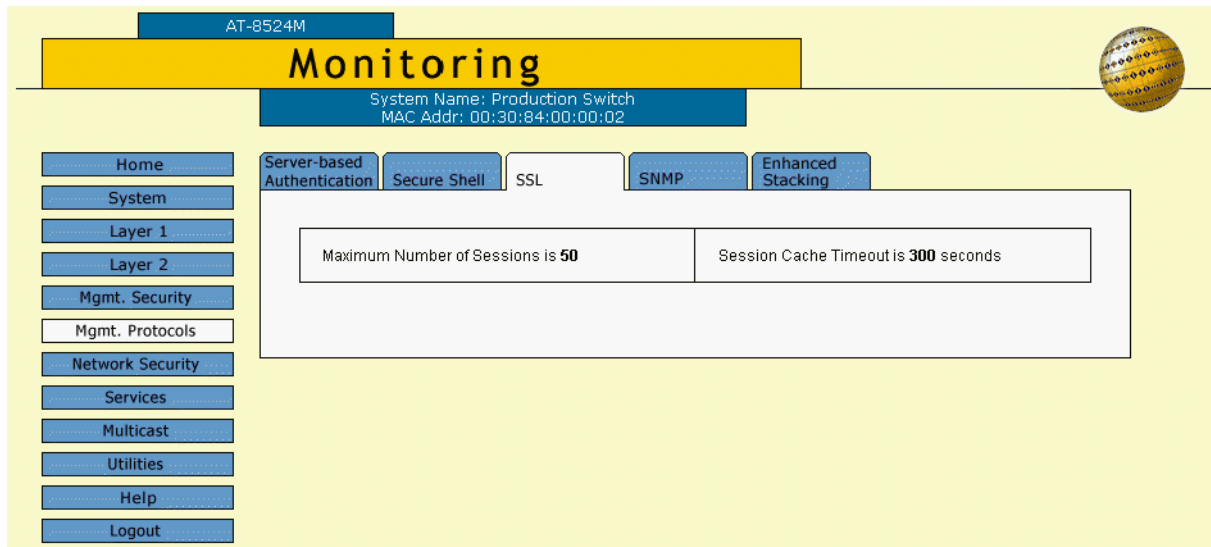 AT-8524M
Monitoring
System Name: Production Switch
MAC Addr: 00:30:84:00:00:02
Home
System
Layer 1
Layer 2
Mgmt. Security
Mgmt. Protocols
Network Security
Services
Multicast
Utilities
Help
Logout
Server-based
Authentication
Secure Shell
SSL
SNMP
Enhanced
Stacking
Maximum Number of Sessions is 50
Session Cache Timeout is 300 seconds